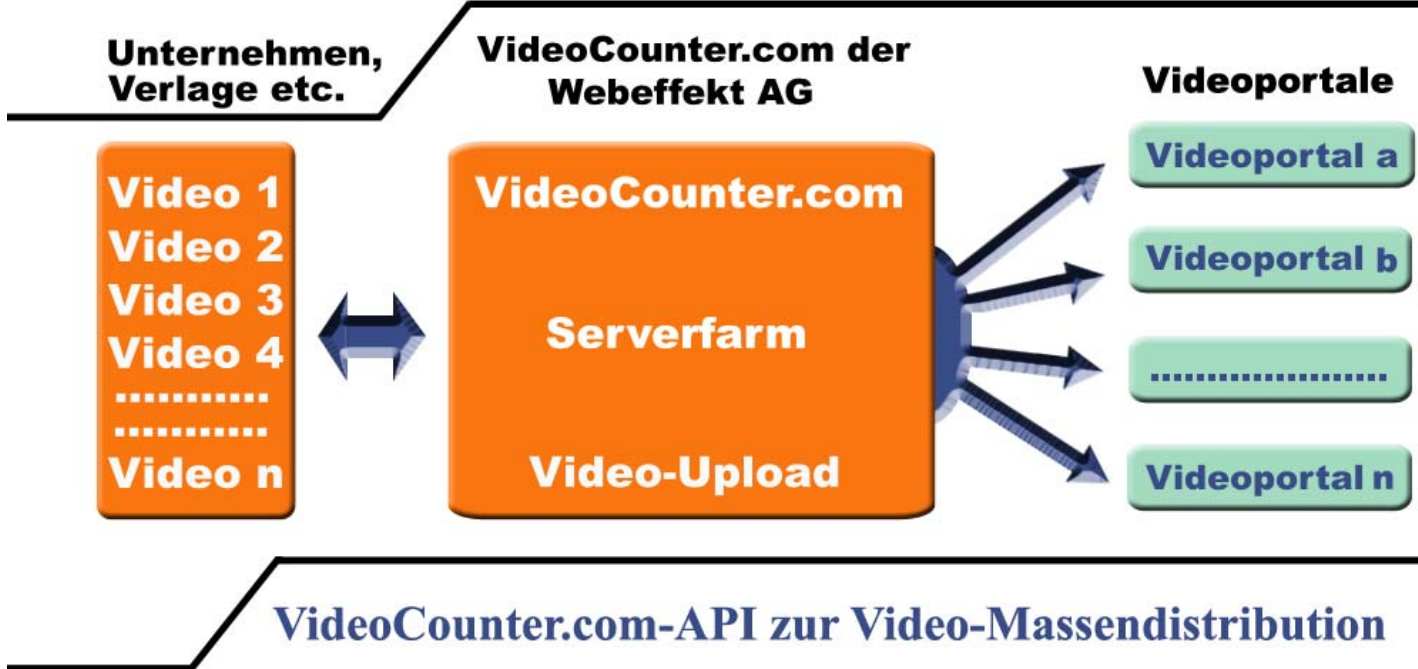 Unternehmen,
Verlage etc.
VideoCounter.com der
Webeffekt AG
Videoportale
Video 1
Video 2
Video 3
Video 4
...........
...........
Video n
VideoCounter.com
Serverfarm
Video-Upload
Videoportal a
Videoportal b
.....................
Videoportal n
VideoCounter.com-API zur Video-Massendistribution